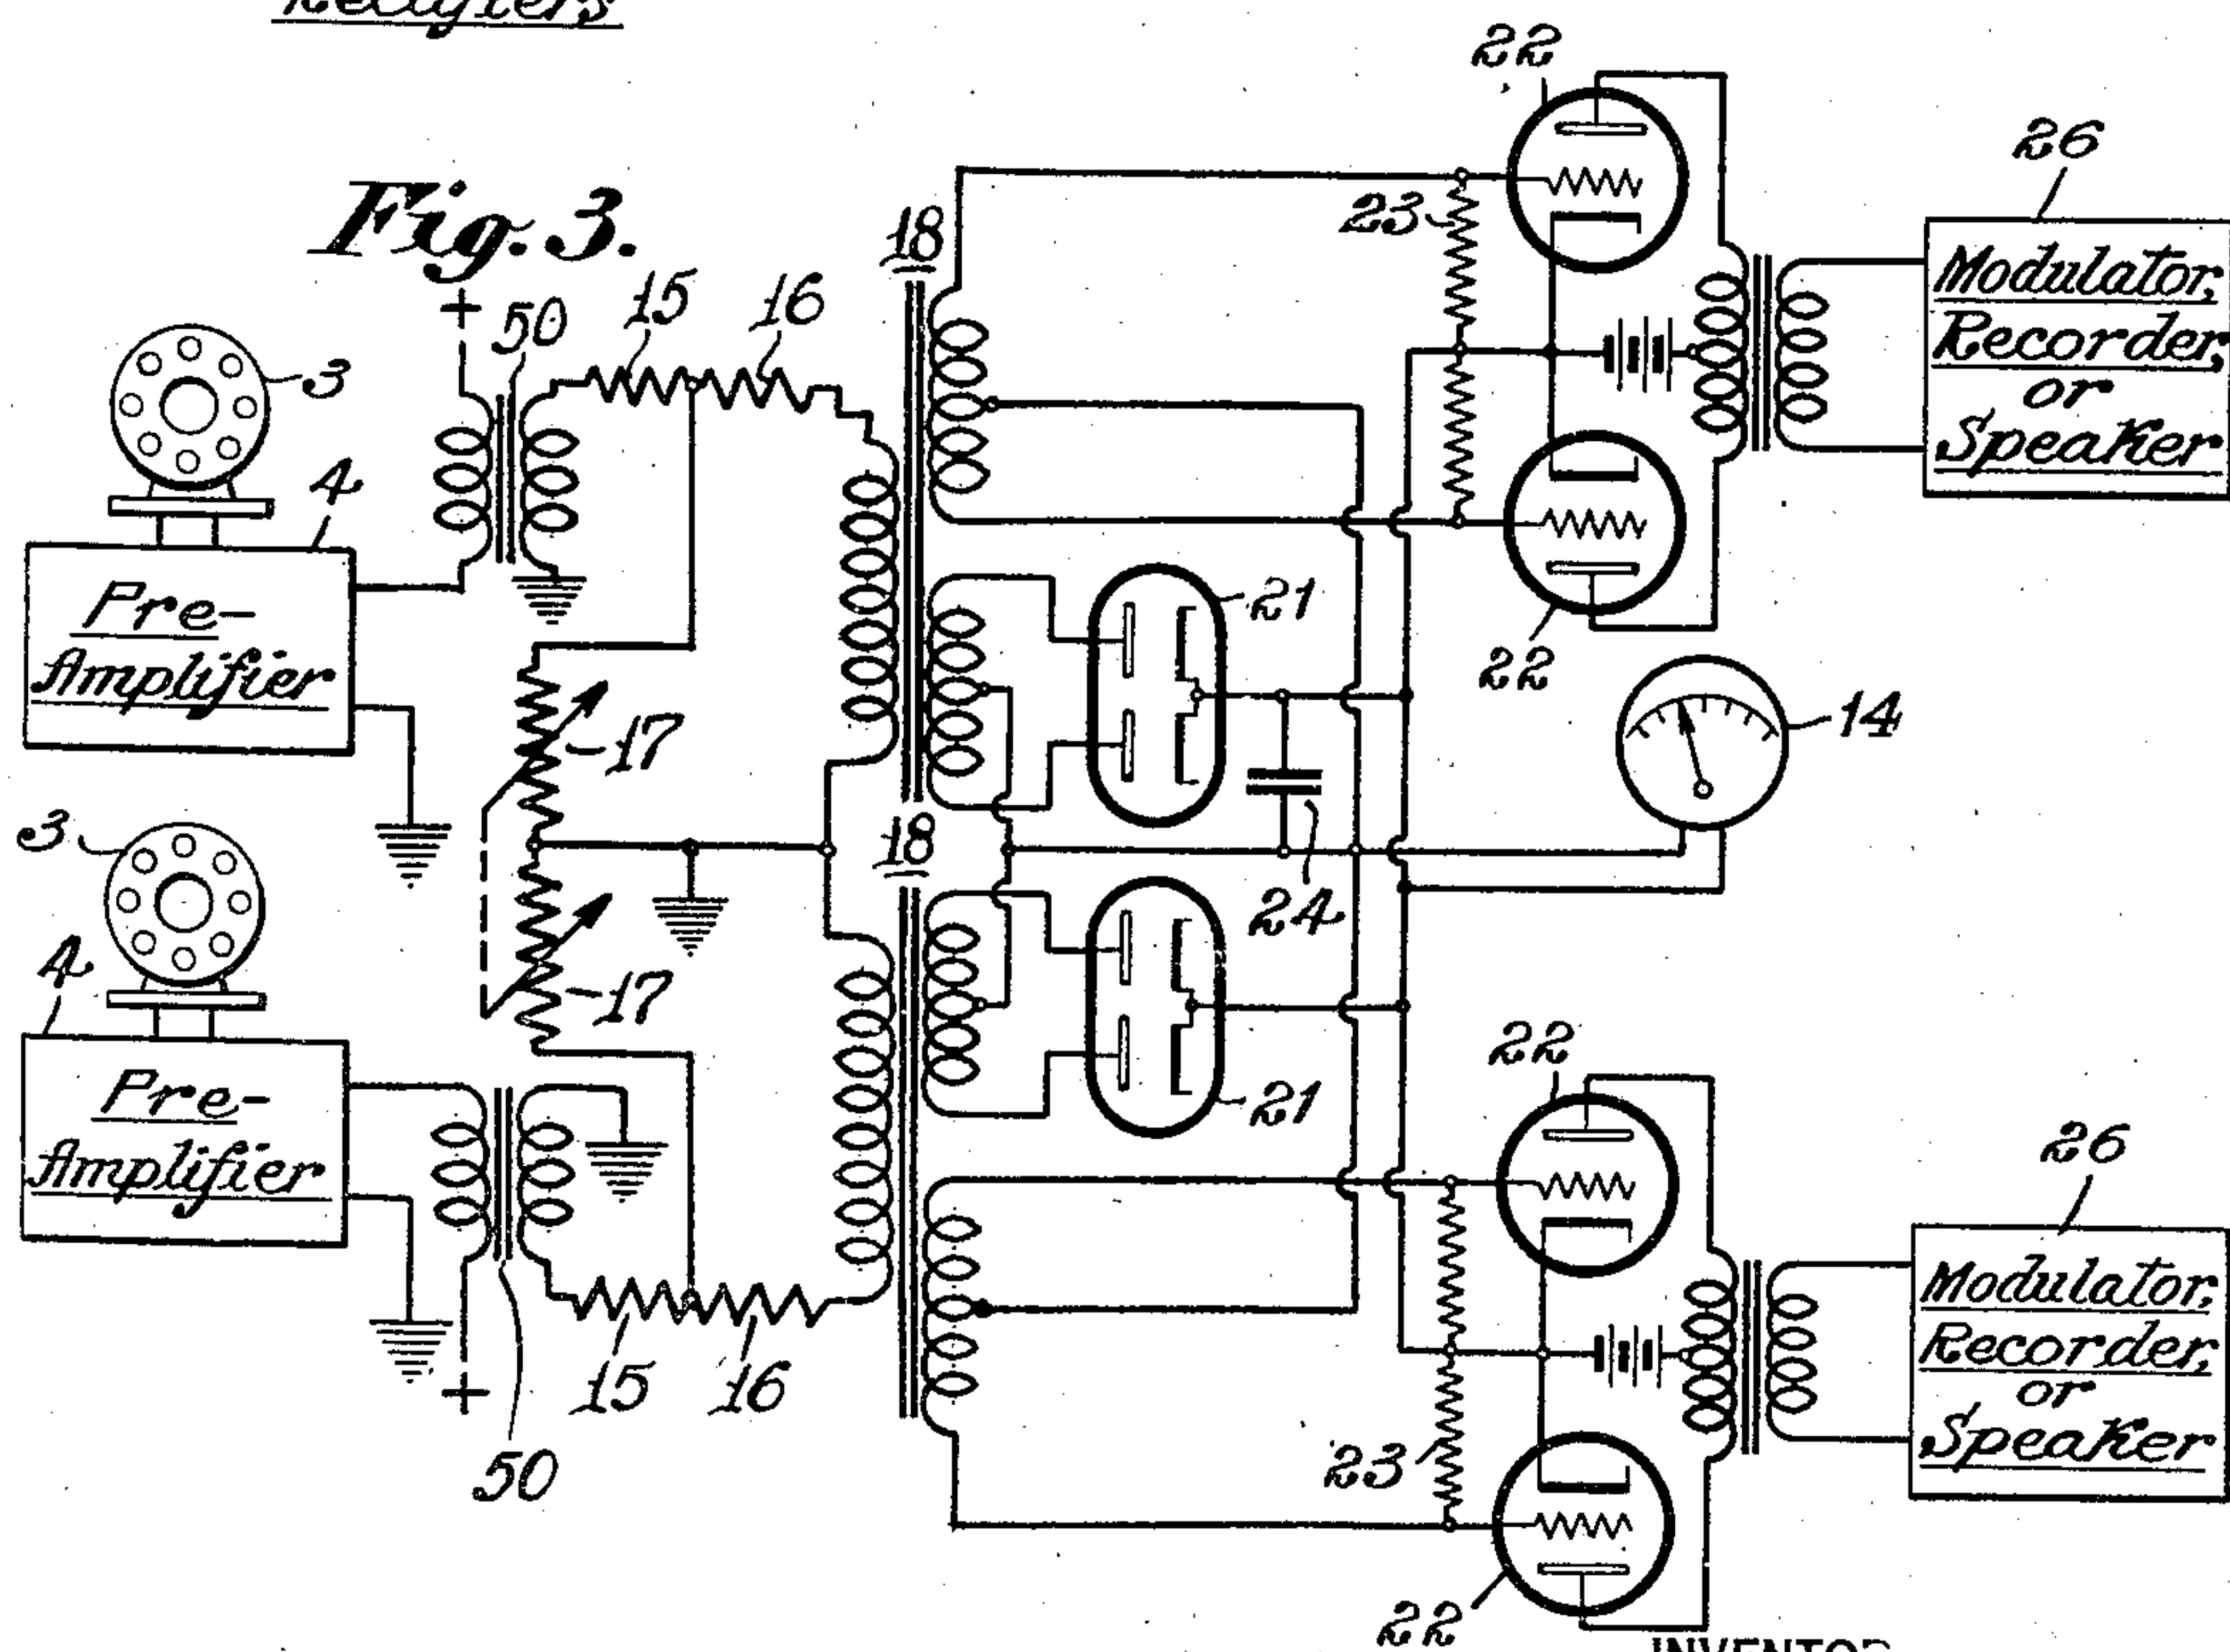 Rectifiers
Fig. 3.
22
26
23
18
15
16
50
+
3
4
Modulator,
Recorder,
or
Speaker
Pre-
Amplifier
21
22
17
14
3
18
24
4
17
22
21
26
Pre-
Amplifier
Modulator,
Recorder,
or
Speaker
15
16
+
50
23
22
INVENTOR